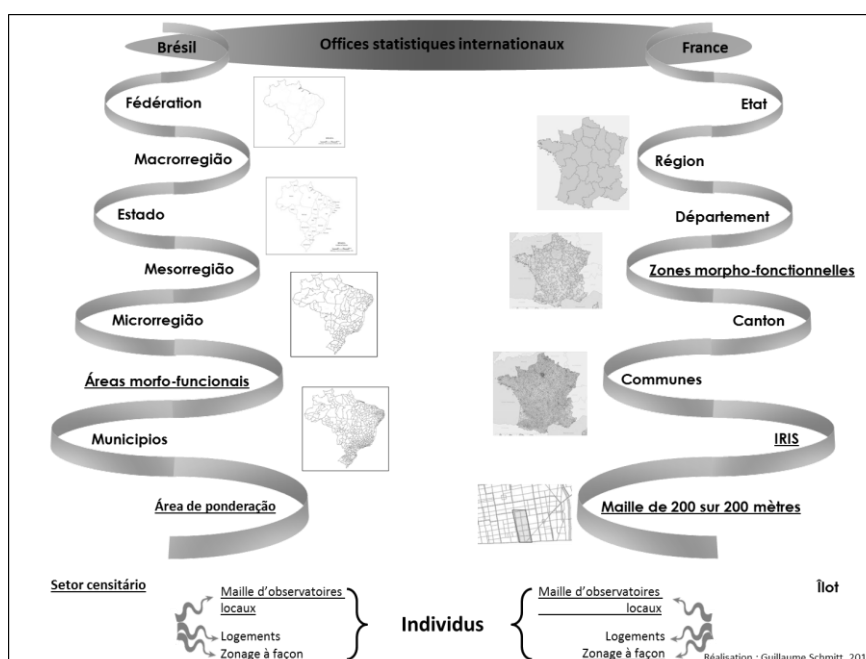 Brésil
Offices statistiques internationaux
France
Fédération
Etat
Macrorregião
Région
Estado
Département
Mesorregião
Zones morpho-fonctionnelles
Microrregião
Canton
Áreas morfo-funcionais
Communes
Municipios
IRIS
Área de ponderação
Maille de 200 sur 200 mètres
Setor censitário
Îlot
Maille d'observatoires
locaux
Logements
Zonage à façon
Individus
Maille d'observatoires
locaux
Logements
Zonage à façon
Réalisation : Guillaume Schmitt, 201